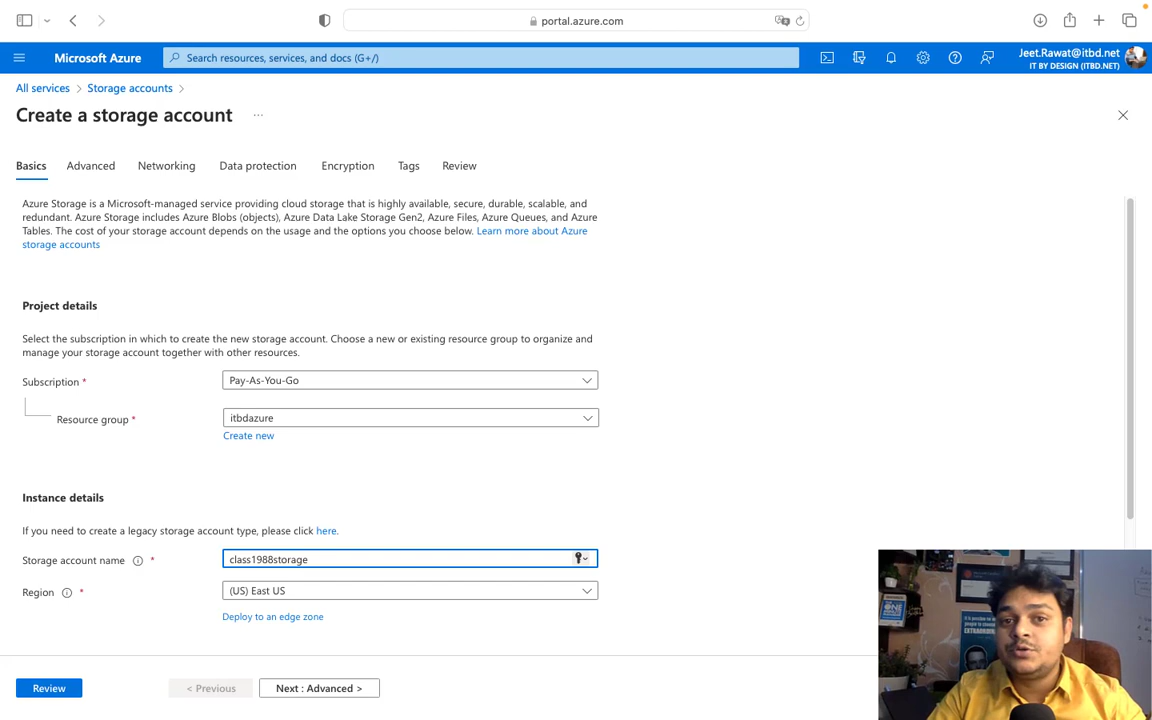 portal.azure.com
Microsoft Azure
Search resources, services, and docs (G+/)
Jeet.Rawat@itbd.net
IT BY DESIGN (ITBD.NET)
All services > Storage accounts >
Create a storage account ...
Basics Advanced Networking Data protection Encryption Tags Review
Azure Storage is a Microsoft-managed service providing cloud storage that is highly available, secure, durable, scalable, and
redundant. Azure Storage includes Azure Blobs (objects), Azure Data Lake Storage Gen2, Azure Files, Azure Queues, and Azure
Tables. The cost of your storage account depends on the usage and the options you choose below. Learn more about Azure
storage accounts
Project details
Select the subscription in which to create the new storage account. Choose a new or existing resource group to organize and
manage your storage account together with other resources.
Subscription * Pay-As-You-Go
Resource group * itbdazure
Create new
Instance details
If you need to create a legacy storage account type, please click here.
Storage account name * class1988storage
Region * (US) East US
Deploy to an edge zone
Review < Previous Next : Advanced >
EXTRAORDINARY